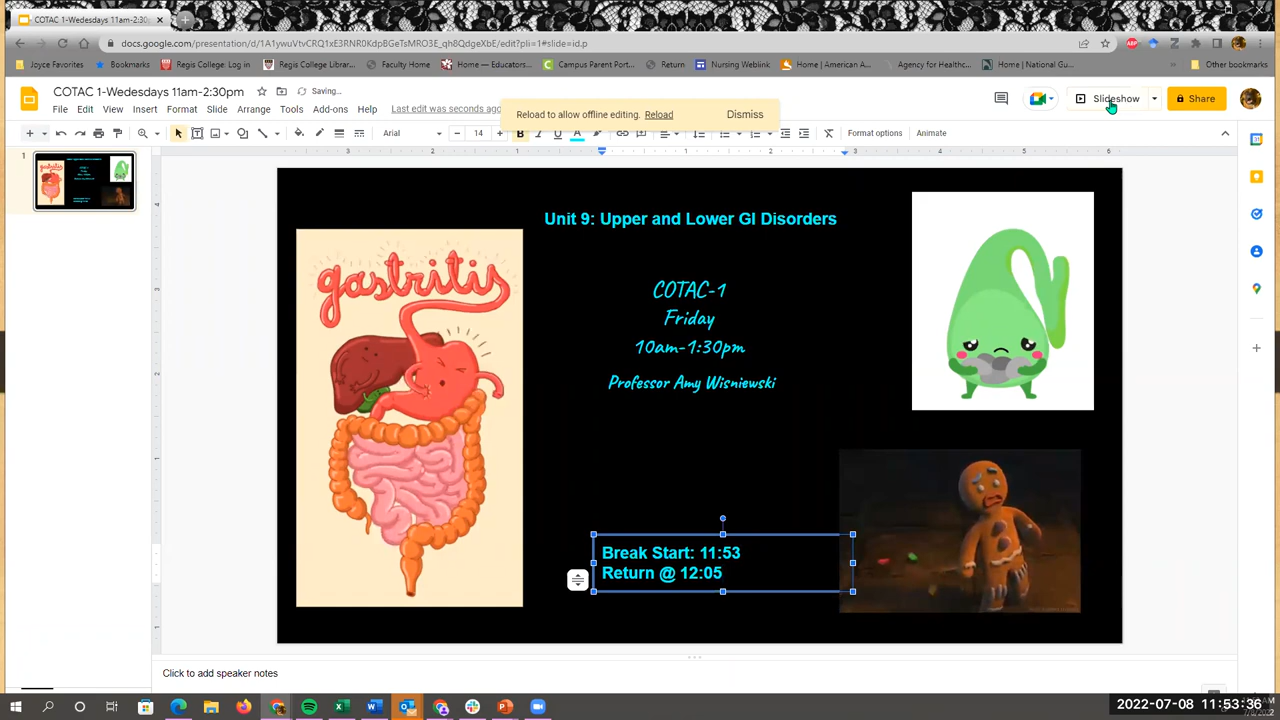 COTAC 1-Wedesdays 11am-2:30p
docs.google.com/presentation/d/1A1ywuVtvCRQ1xE3RNR0KdpBGeTsMRO3E_qh8QdgeXbE/edit?pli=1#slide=id.p
Joyce Favorites Bookmarks Regis College: Log in Regis College Librar... Faculty Home Home — Educators... Campus Parent Port... Return Nursing Weblink Home | American A... Agency for Healthc... Home | National Gu... Other bookmarks
COTAC 1-Wedesdays 11am-2:30pm Saving... Slideshow Share
File Edit View Insert Format Slide Arrange Tools Add-ons Help Last edit was seconds ago
Reload to allow offline editing. Reload Dismiss
Arial 14 B I U A Format options Animate
1
Unit 9: Upper and Lower GI Disorders
gastritis
COTAC-1
Friday
10am-1:30pm
Professor Amy Wisniewski
Break Start: 11:53
Return @ 12:05
Click to add speaker notes
2022-07-08 11:53:36